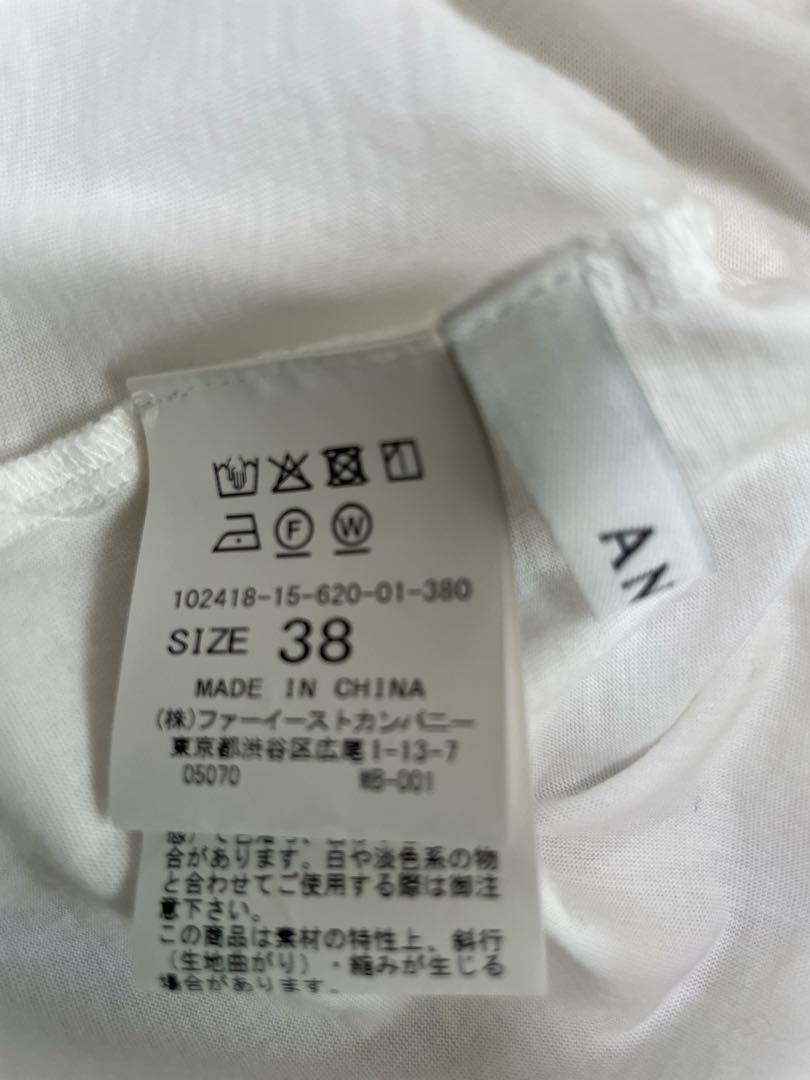 F W
102418-15-620-01-380
SIZE 38
MADE IN CHINA
(株)ファーイーストカンパニー
東京都渋谷区広尾1-13-7
05070 WB-001
合があります。白や淡色系の物
と合わせてご使用する際は御注
意下さい。
この商品は素材の特性上、斜行
(生地曲がり)・縮みが生じる
場合があります。
AN